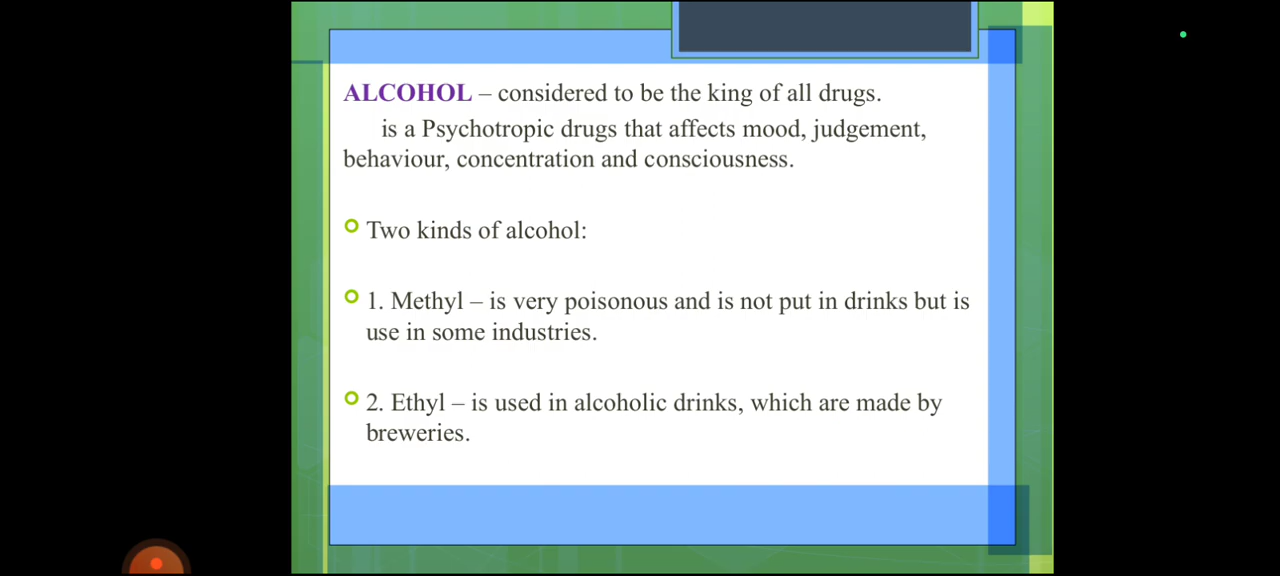 ALCOHOL – considered to be the king of all drugs.
is a Psychotropic drugs that affects mood, judgement,
behaviour, concentration and consciousness.
Two kinds of alcohol:
1. Methyl – is very poisonous and is not put in drinks but is
use in some industries.
2. Ethyl – is used in alcoholic drinks, which are made by
breweries.